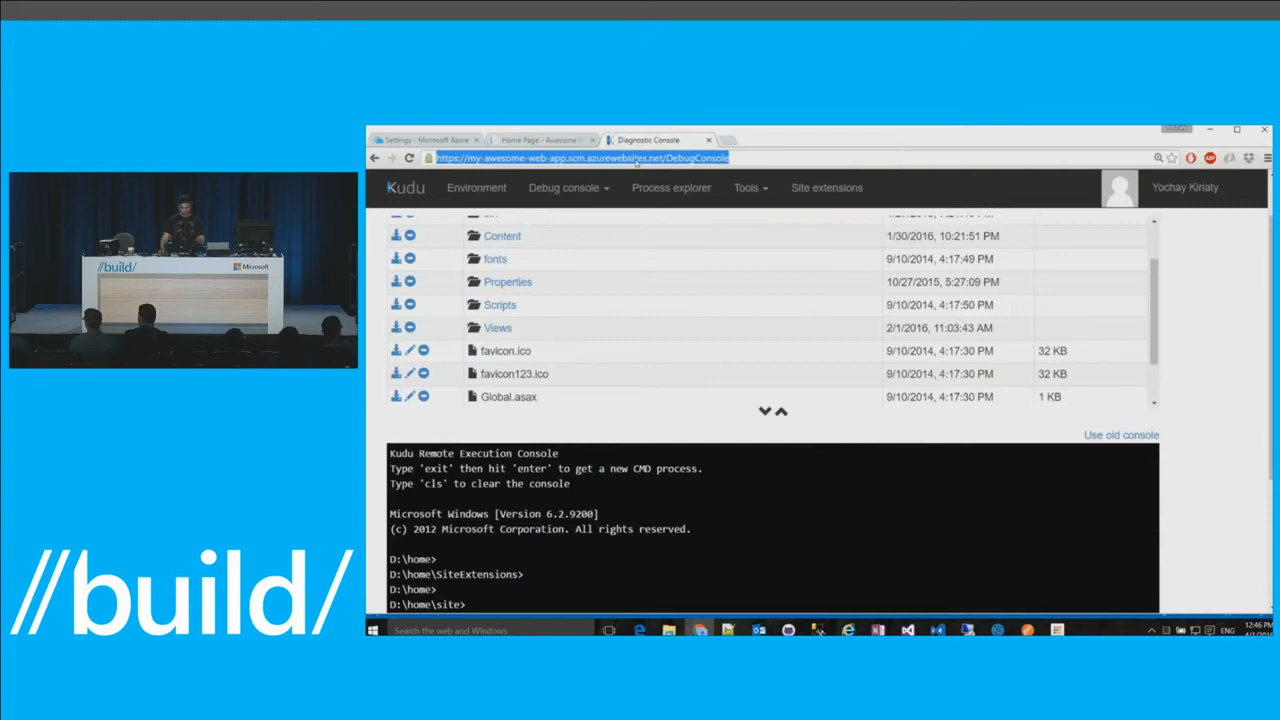 //build/
Microsoft
//build/
Settings - Microsoft Azure
Home Page - Awesome
Diagnostic Console
https://my-awesome-web-app.scm.azurewebsites.net/DebugConsole
Kudu
Environment
Debug console
Process explorer
Tools
Site extensions
Yochay Kiriaty
Content 1/30/2016, 10:21:51 PM
fonts 9/10/2014, 4:17:49 PM
Properties 10/27/2015, 5:27:09 PM
Scripts 9/10/2014, 4:17:50 PM
Views 2/1/2016, 11:03:43 AM
favicon.ico 9/10/2014, 4:17:30 PM 32 KB
favicon123.ico 9/10/2014, 4:17:30 PM 32 KB
Global.asax 9/10/2014, 4:17:30 PM 1 KB
Use old console
Kudu Remote Execution Console
Type 'exit' then hit 'enter' to get a new CMD process.
Type 'cls' to clear the console
Microsoft Windows [Version 6.2.9200]
(c) 2012 Microsoft Corporation. All rights reserved.
D:\home>
D:\home\SiteExtensions>
D:\home>
D:\home\site>
Search the web and Windows
ENG
12:46 PM